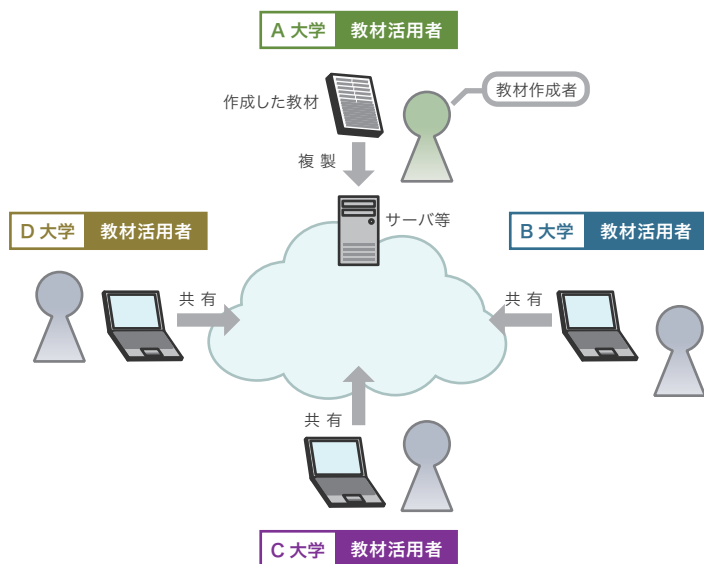 A 大学 教材活用者
作成した教材
教材作成者
複 製
サーバ等
D 大学 教材活用者
B 大学 教材活用者
共 有
共 有
共 有
C 大学 教材活用者